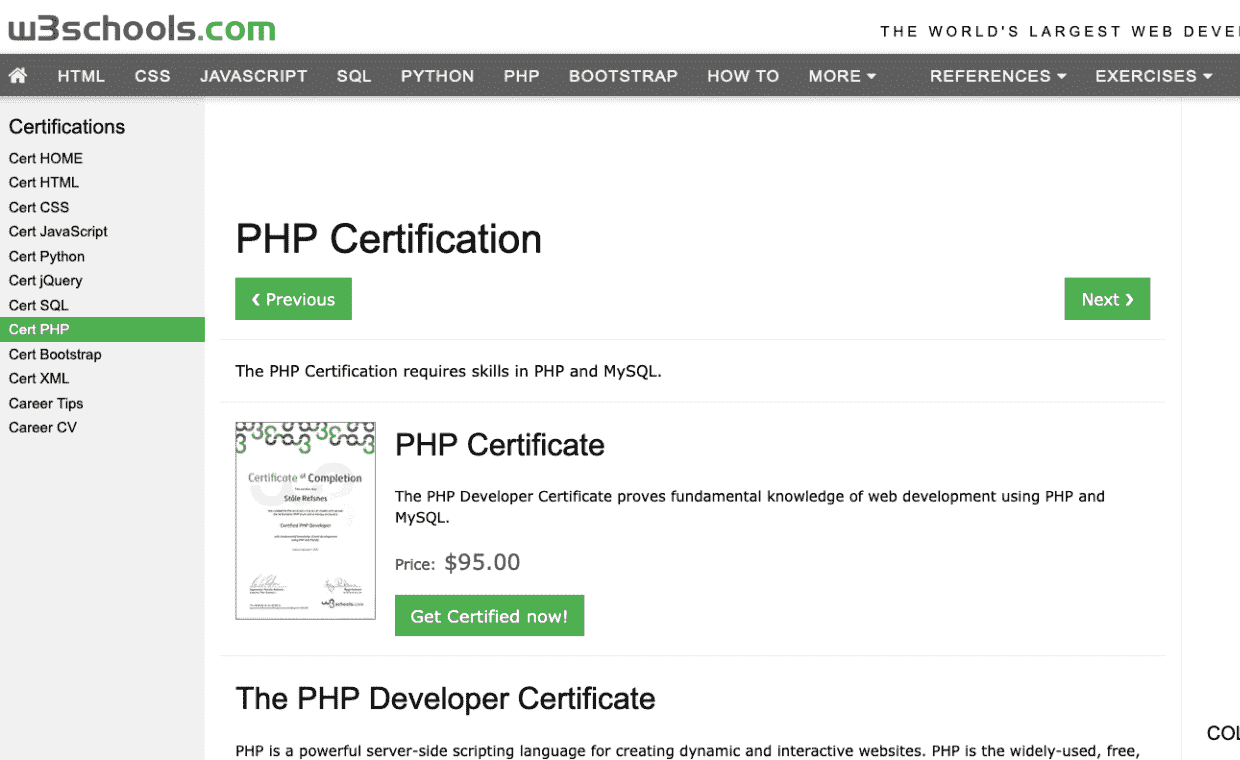 w3schools.com
THE WORLD'S LARGEST WEB DEVE
HTML CSS JAVASCRIPT SQL PYTHON PHP BOOTSTRAP HOW TO MORE REFERENCES EXERCISES
Certifications
Cert HOME
Cert HTML
Cert CSS
Cert JavaScript
Cert Python
Cert jQuery
Cert SQL
Cert PHP
Cert Bootstrap
Cert XML
Career Tips
Career CV
PHP Certification
❮ Previous
Next ❯
The PHP Certification requires skills in PHP and MySQL.
Certificate of Completion
Ståle Refsnes
Certified PHP Developer
w3schools.com
PHP Certificate
The PHP Developer Certificate proves fundamental knowledge of web development using PHP and
MySQL.
Price: $95.00
Get Certified now!
The PHP Developer Certificate
PHP is a powerful server-side scripting language for creating dynamic and interactive websites. PHP is the widely-used, free,
COL